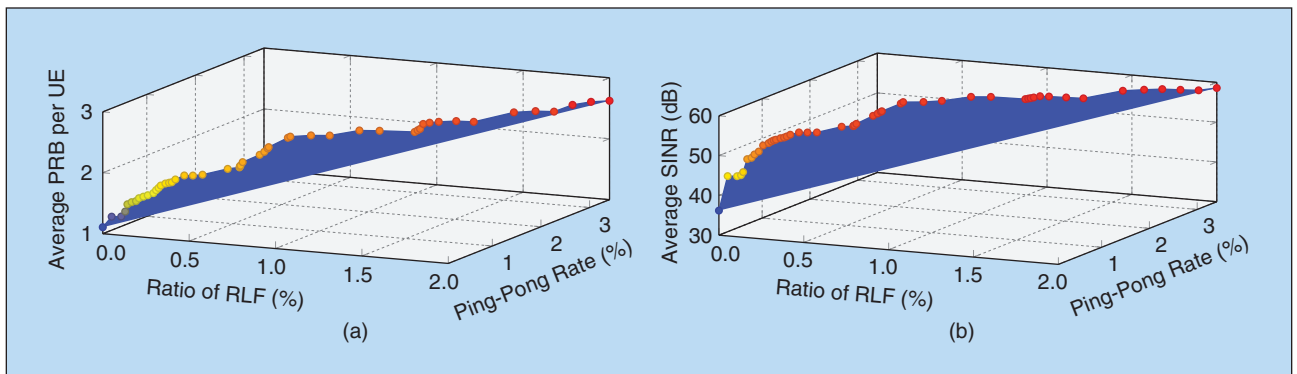 Average PRB per UE
3
2
1
0.0
0.5
1.0
1.5
2.0
Ratio of RLF (%)
1
2
3
Ping-Pong Rate (%)
(a)
Average SINR (dB)
60
50
40
30
0.0
0.5
1.0
1.5
2.0
Ratio of RLF (%)
1
2
3
Ping-Pong Rate (%)
(b)